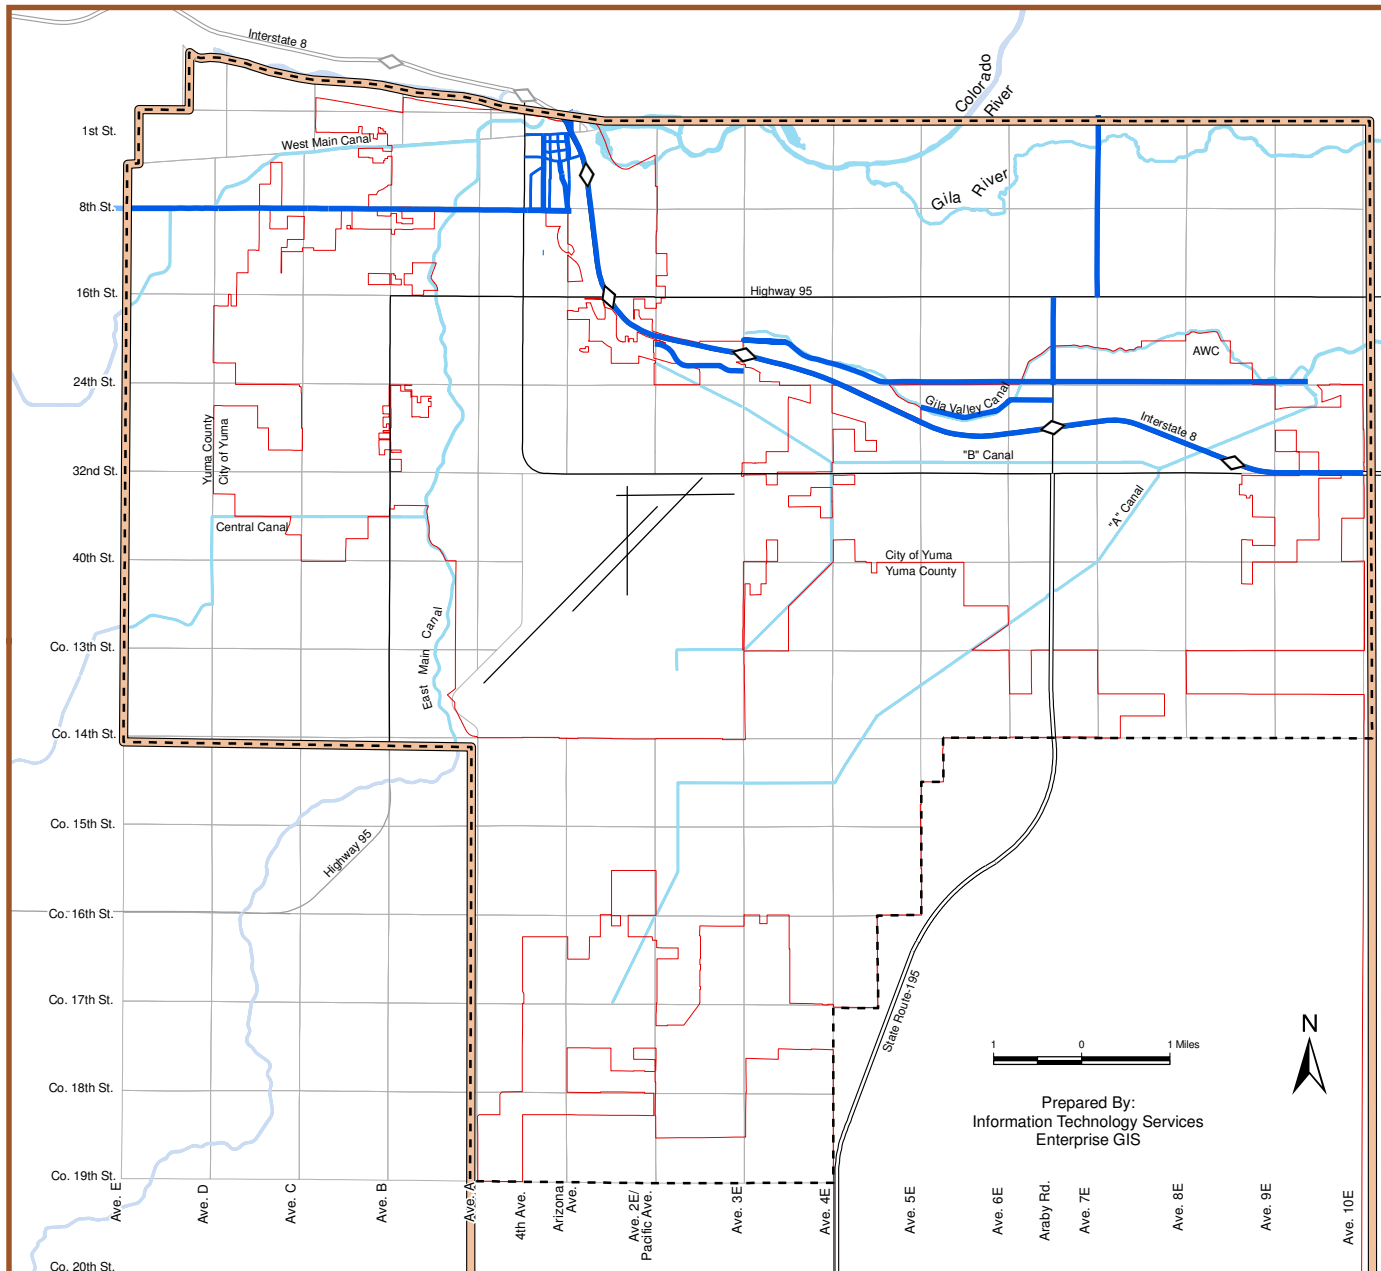 Interstate 8
Colorado
River
1st St.
West Main Canal
Gila River
8th St.
16th St.
Highway 95
AWC
24th St.
Gila Valley Canal
Interstate 8
Yuma County
City of Yuma
"B" Canal
32nd St.
"A" Canal
Central Canal
40th St.
City of Yuma
Yuma County
East Main Canal
Co. 13th St.
Co. 14th St.
Co. 15th St.
Highway 95
Co. 16th St.
Co. 17th St.
State Route-195
N
1 0 1 Miles
Co. 18th St.
Prepared By:
Information Technology Services
Enterprise GIS
Co. 19th St.
Ave. E
Ave. D
Ave. C
Ave. B
Ave. A
4th Ave.
Arizona
Ave.
Ave. 2E/
Pacific Ave.
Ave. 3E
Ave. 4E
Ave. 5E
Ave. 6E
Araby Rd.
Ave. 7E
Ave. 8E
Ave. 9E
Ave. 10E
Co. 20th St.